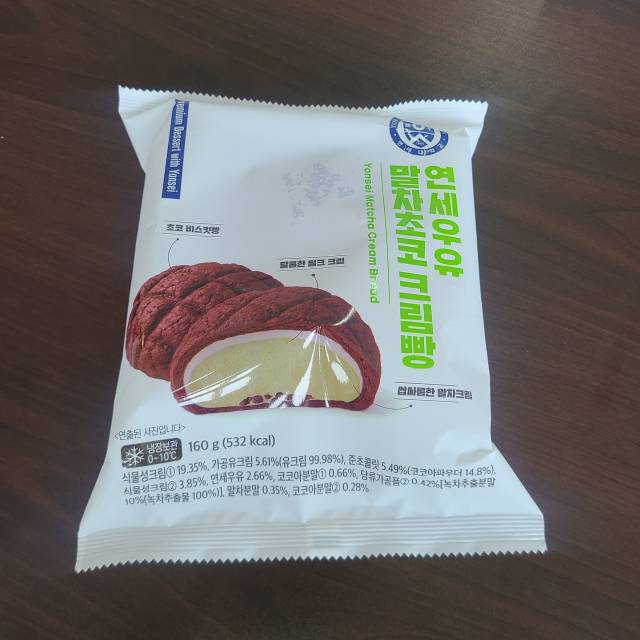 Premium Dessert with Yonsei
연세우유
말차초코 크림빵
Yonsei Matcha Cream Bread
초코 비스킷빵
달콤한 밀크 크림
쌉싸름한 말차크림
<연출된 사진입니다>
냉장보관
0~10℃
160 g (532 kcal)
식물성크림① 19.35%, 가공유크림 5.61%(유크림 99.98%), 준초콜릿 5.49%(코코아파우더 14.8%),
식물성크림② 3.85%, 연세우유 2.66%, 코코아분말① 0.66%, 당류가공품② 0.42%[녹차추출분말
10%(녹차추출물 100%)], 말차분말 0.35%, 코코아분말② 0.28%